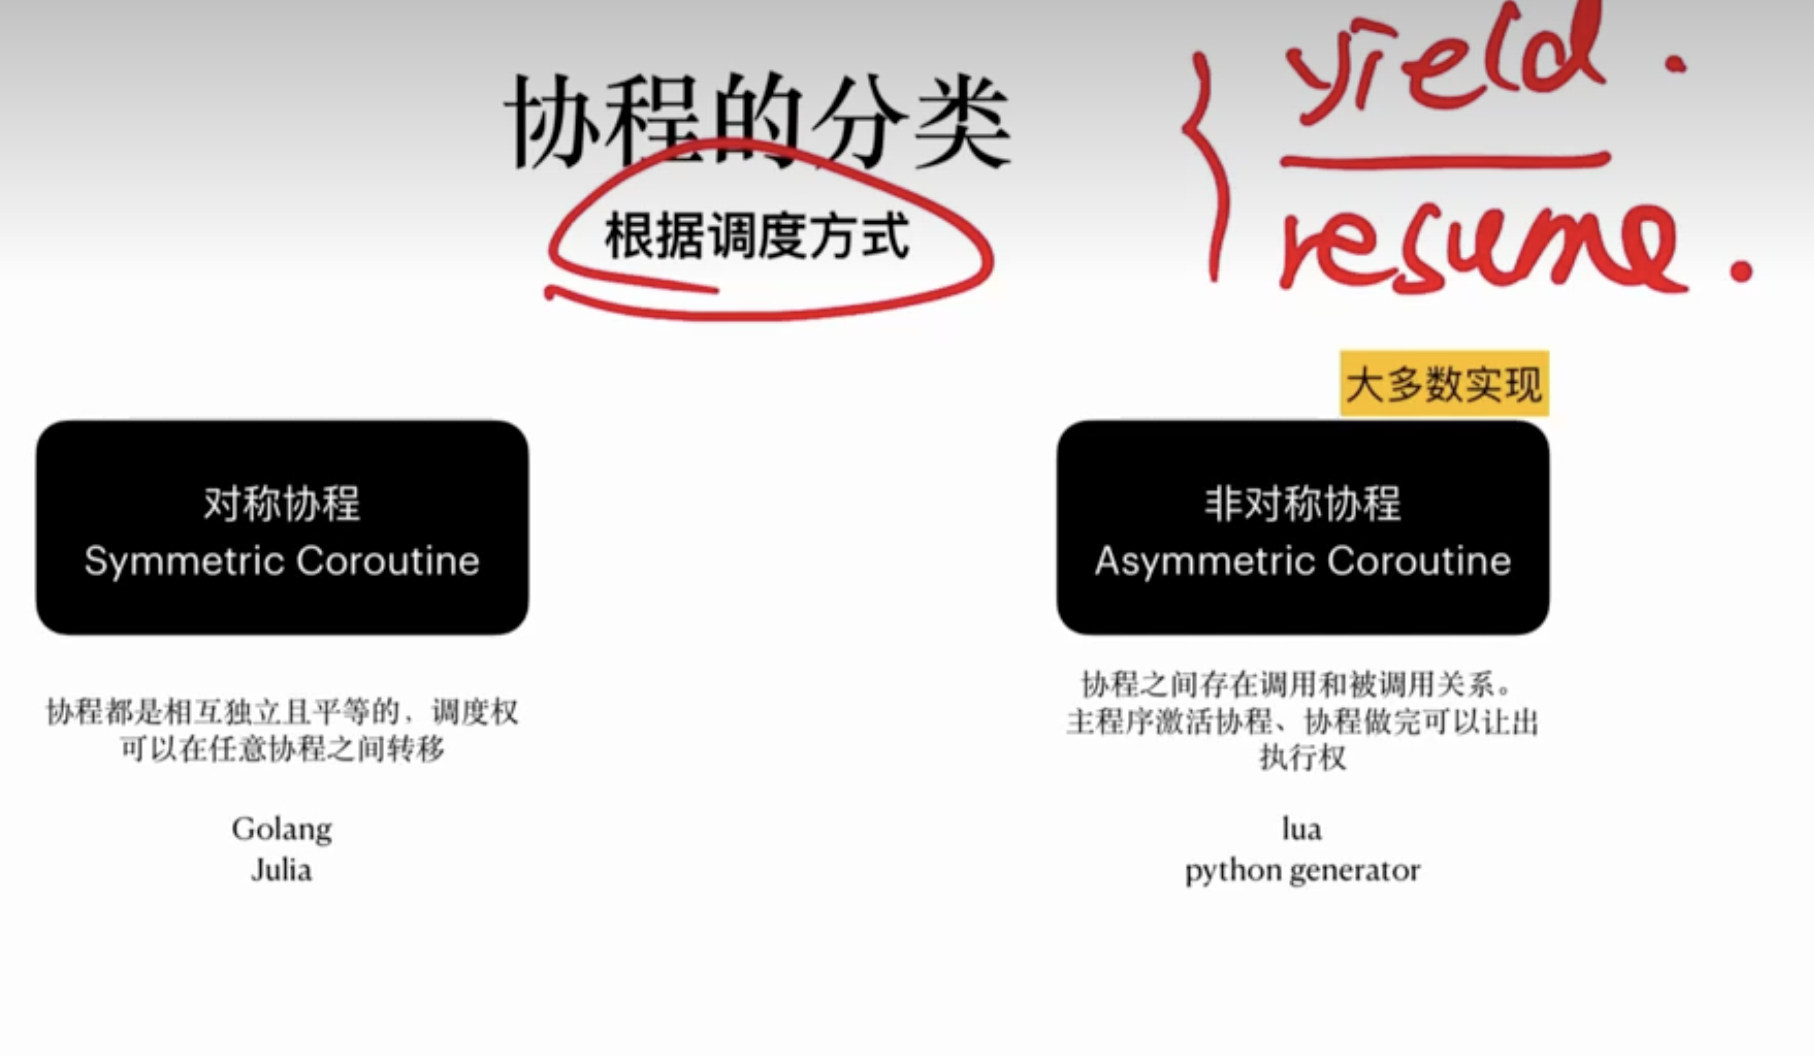 协程的分类
根据调度方式
yield.
resume.
大多数实现
对称协程
Symmetric Coroutine
协程都是相互独立且平等的，调度权
可以在任意协程之间转移
Golang
Julia
非对称协程
Asymmetric Coroutine
协程之间存在调用和被调用关系。
主程序激活协程、协程做完可以让出
执行权
lua
python generator